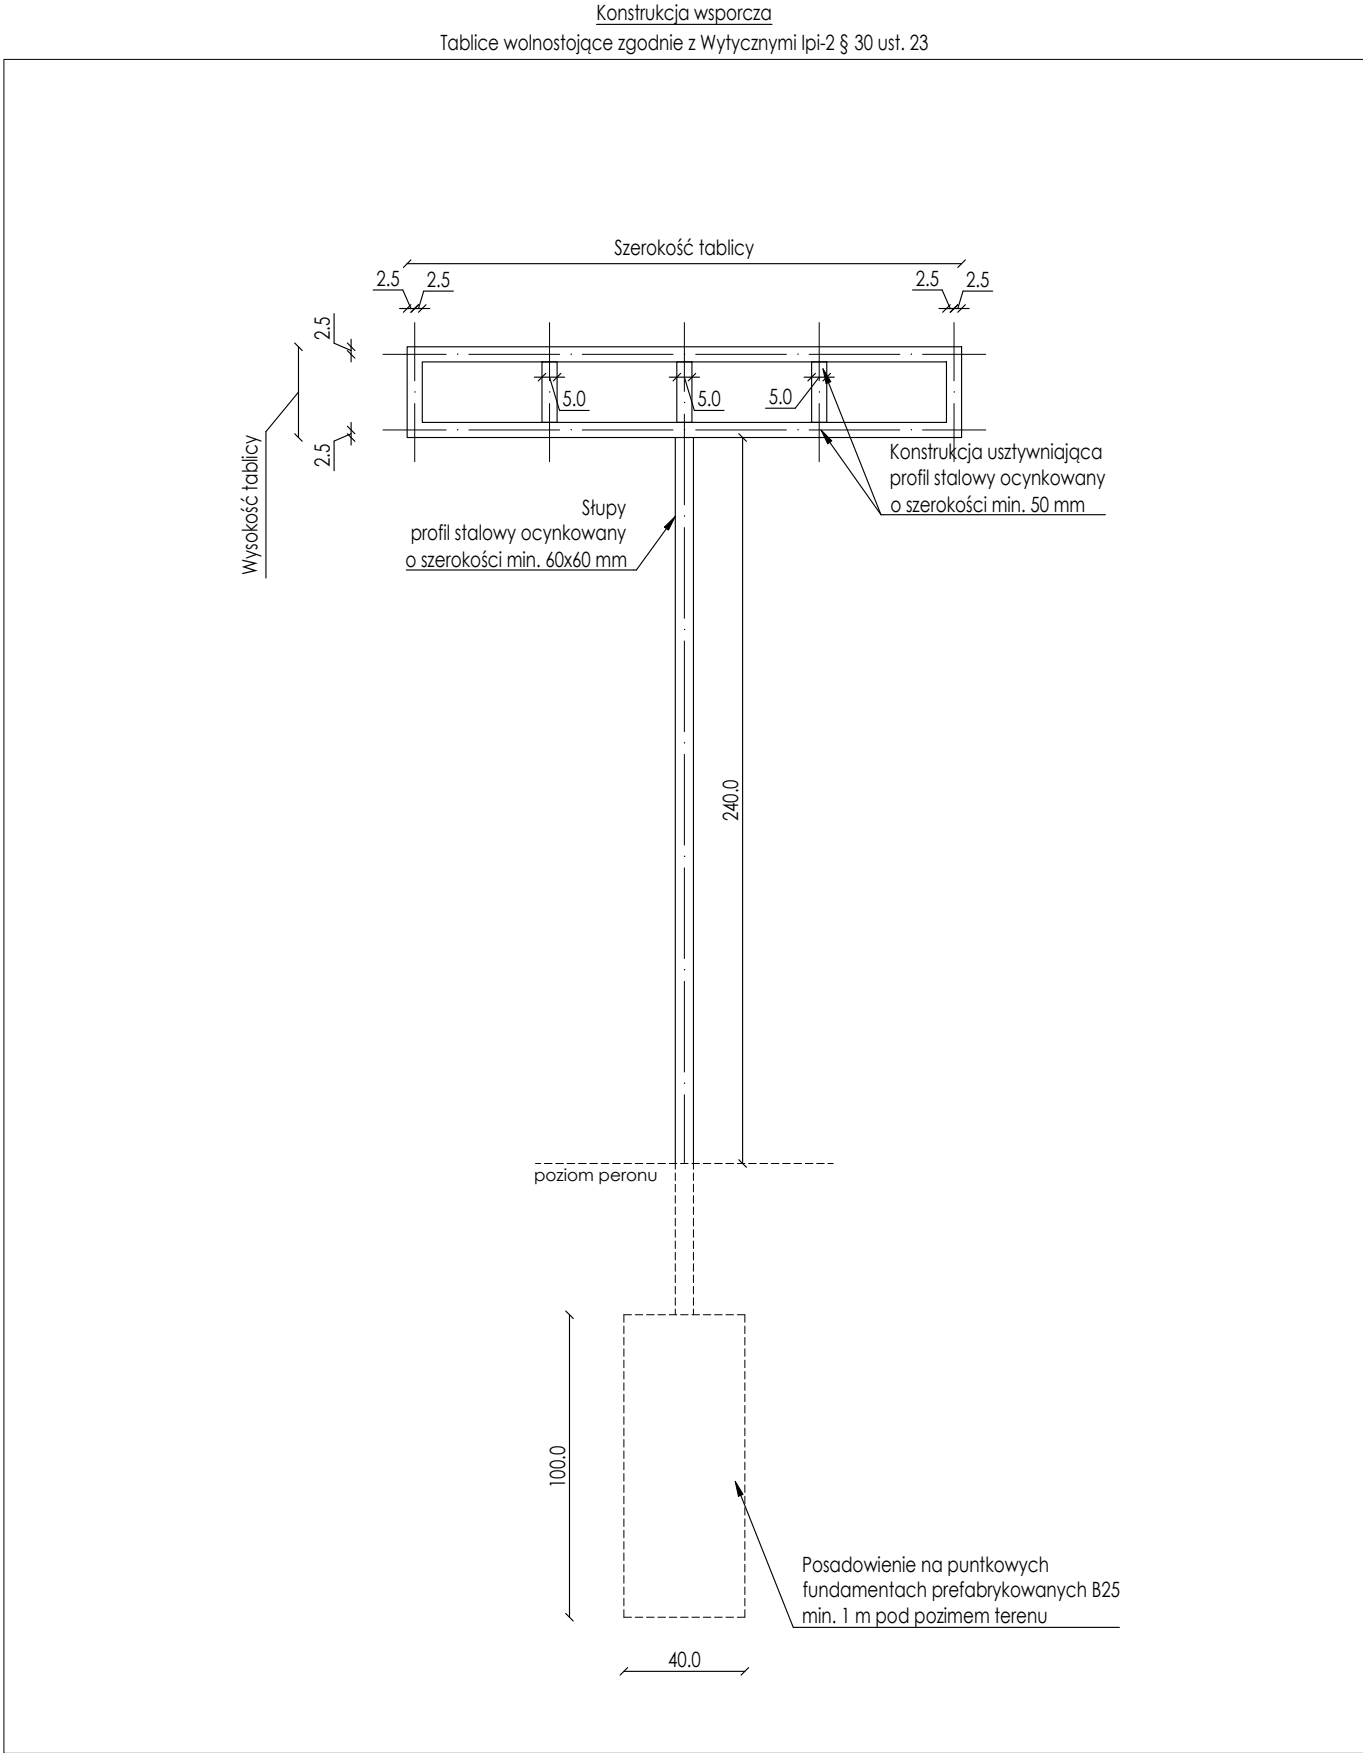 Konstrukcja wsporcza
Tablice wolnostojące zgodnie z Wytycznymi Ipi-2 § 30 ust. 23
Szerokość tablicy
2.5 2.5
2.5 2.5
2.5
5.0
5.0
5.0
2.5
Wysokość tablicy
Konstrukcja usztywniająca
profil stalowy ocynkowany
o szerokości min. 50 mm
Słupy
profil stalowy ocynkowany
o szerokości min. 60x60 mm
240.0
poziom peronu
100.0
Posadowienie na puntkowych
fundamentach prefabrykowanych B25
min. 1 m pod pozimem terenu
40.0